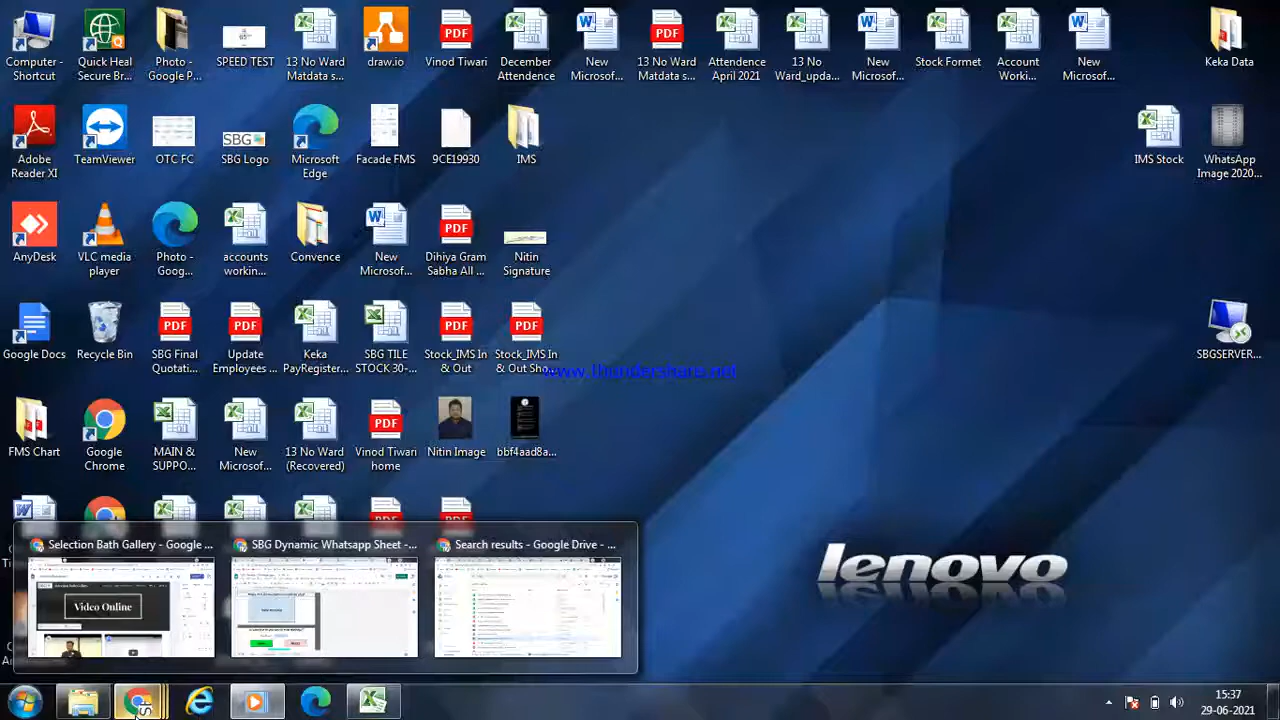 Computer - Shortcut
Quick Heal Secure Br...
Photo - Google P...
SPEED TEST
13 No Ward Matdata s...
draw.io
Vinod Tiwari
December Attendence
New Microsof...
13 No Ward Matdata s...
Attendence April 2021
13 No Ward_upda...
New Microsof...
Stock Formet
Account Worki...
New Microsof...
Keka Data
Adobe Reader XI
TeamViewer
OTC FC
SBG
SBG Logo
Microsoft Edge
Facade FMS
9CE19930
IMS
IMS Stock
WhatsApp Image 2020...
AnyDesk
VLC media player
Photo - Goog...
accounts workin...
Convence
New Microsof...
Dihiya Gram Sabha All ...
Nitin Signature
Google Docs
Recycle Bin
SBG Final Quotati...
Update Employees ...
Keka PayRegister...
SBG TILE STOCK 30-...
Stock_IMS In & Out
Stock_IMS In & Out Sho...
SBGSERVER...
www.thundershare.net
FMS Chart
Google Chrome
MAIN & SUPPO...
New Microsof...
13 No Ward (Recovered)
Vinod Tiwari home
Nitin Image
bbf4aad8a...
Selection Bath Gallery - Google ...
SBG Dynamic Whatsapp Sheet -...
Search results - Google Drive - ...
Video Online
lenovo
15:37
29-06-2021